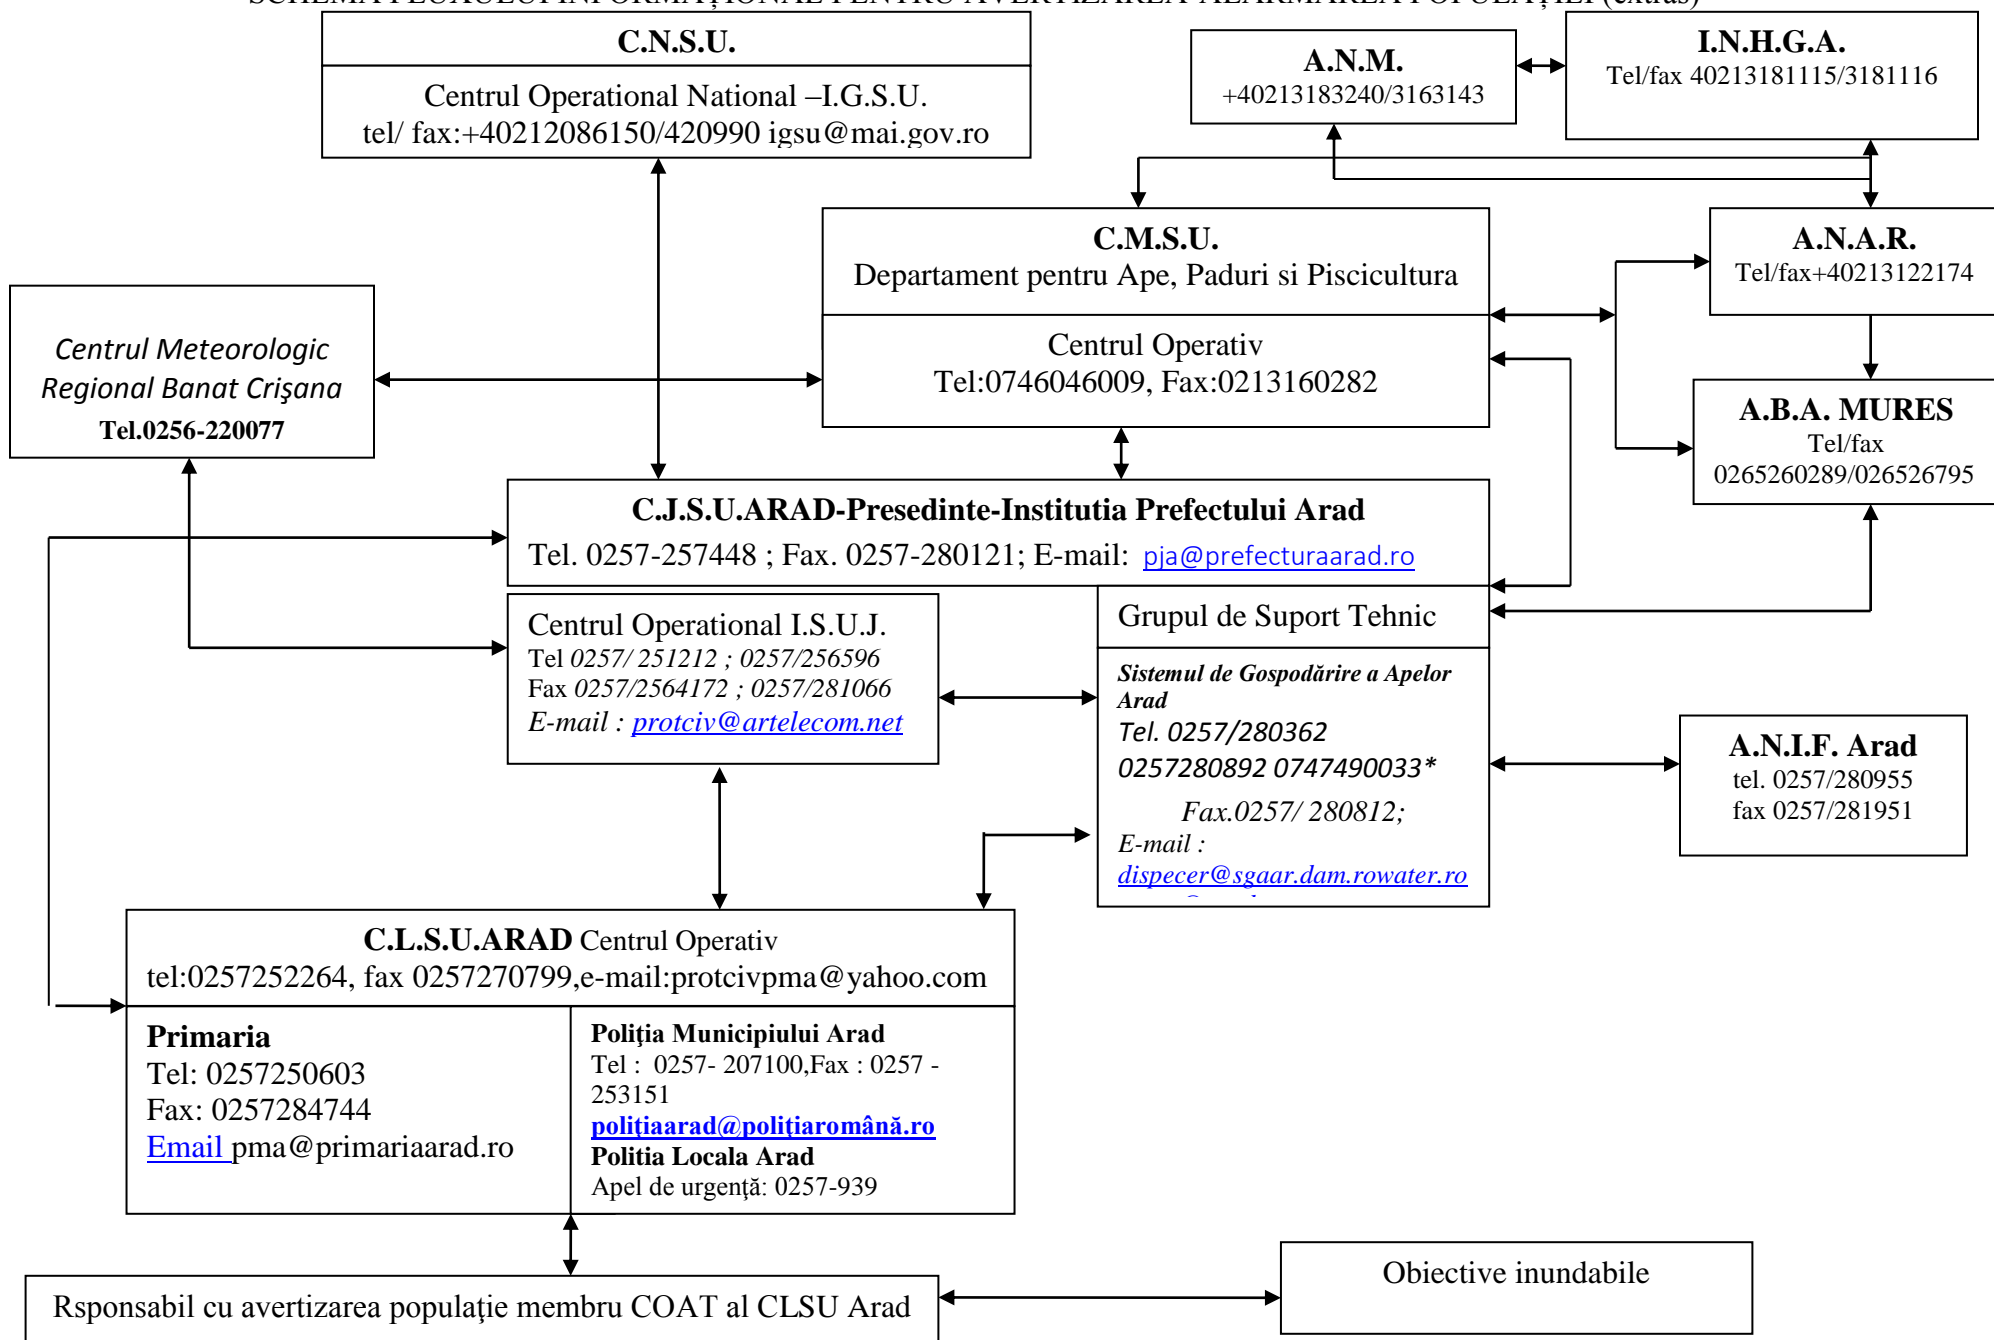 SCHEMA FLUXULUI INFORMAȚIONAL PENTRU AVERTIZAREA-ALARMAREA POPULAȚIEI (extras)
C.N.S.U.
Centrul Operational National –I.G.S.U.
tel/ fax:+40212086150/420990 igsu@mai.gov.ro
A.N.M.
+40213183240/3163143
I.N.H.G.A.
Tel/fax 40213181115/3181116
C.M.S.U.
Departament pentru Ape, Paduri si Piscicultura
Centrul Operativ
Tel:0746046009, Fax:0213160282
A.N.A.R.
Tel/fax+40213122174
Centrul Meteorologic
Regional Banat Crişana
Tel.0256-220077
A.B.A. MURES
Tel/fax
0265260289/026526795
C.J.S.U.ARAD-Presedinte-Institutia Prefectului Arad
Tel. 0257-257448 ; Fax. 0257-280121; E-mail: pja@prefecturaarad.ro
Centrul Operational I.S.U.J.
Tel 0257/ 251212 ; 0257/256596
Fax 0257/2564172 ; 0257/281066
E-mail : protciv@artelecom.net
Grupul de Suport Tehnic
Sistemul de Gospodărire a Apelor
Arad
Tel. 0257/280362
0257280892 0747490033*
Fax.0257/ 280812;
E-mail :
dispecer@sgaar.dam.rowater.ro
A.N.I.F. Arad
tel. 0257/280955
fax 0257/281951
C.L.S.U.ARAD Centrul Operativ
tel:0257252264, fax 0257270799,e-mail:protcivpma@yahoo.com
Primaria
Tel: 0257250603
Fax: 0257284744
Email pma@primariaarad.ro
Poliţia Municipiului Arad
Tel :  0257- 207100,Fax : 0257 -
253151
poliţiaarad@poliţiaromână.ro
Politia Locala Arad
Apel de urgenţă: 0257-939
Rsponsabil cu avertizarea populaţie membru COAT al CLSU Arad
Obiective inundabile